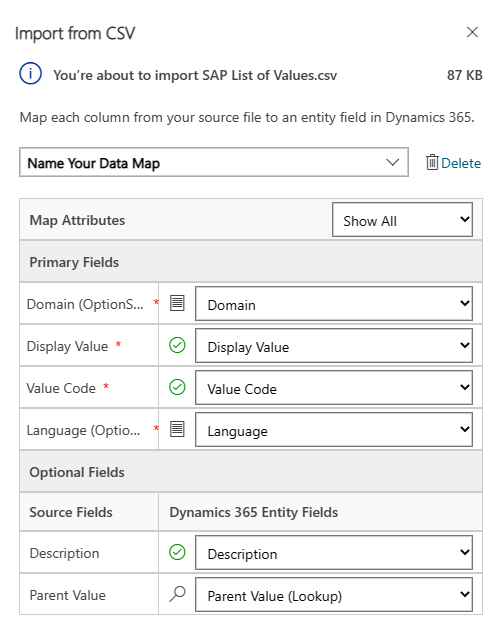 Import from CSV
You're about to import SAP List of Values.csv 87 KB
Map each column from your source file to an entity field in Dynamics 365.
Name Your Data Map Delete
Map Attributes Show All
Primary Fields
Domain (OptionS... * Domain
Display Value * Display Value
Value Code * Value Code
Language (Optio... * Language
Optional Fields
Source Fields Dynamics 365 Entity Fields
Description Description
Parent Value Parent Value (Lookup)